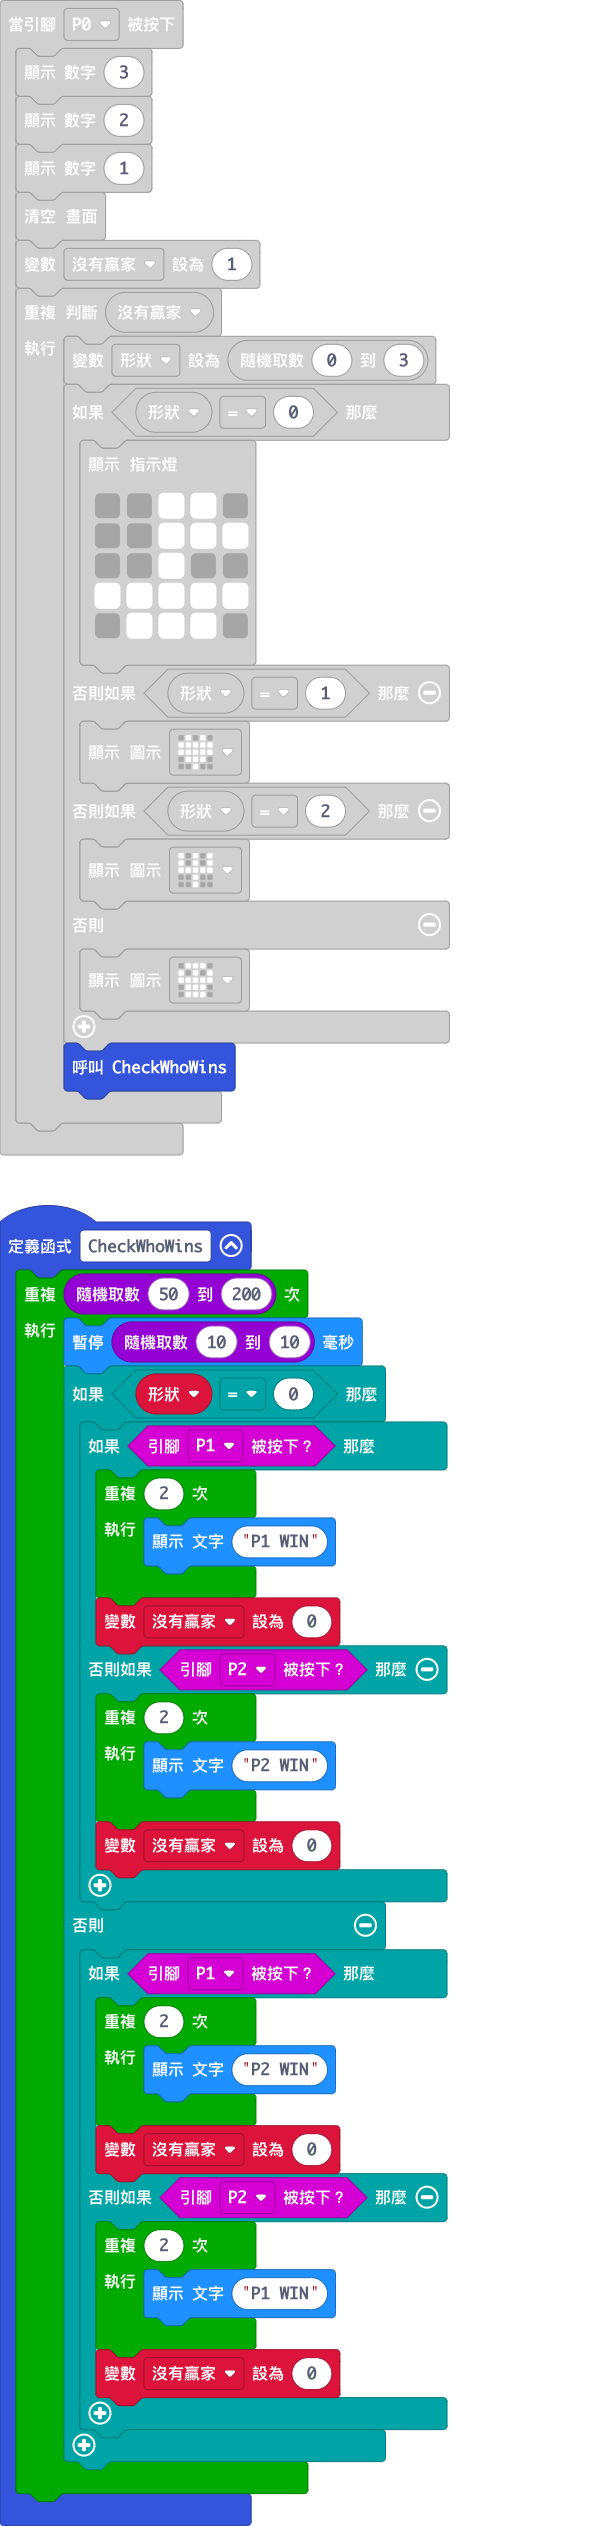 當引腳 P0 被按下
顯示 數字 3
顯示 數字 2
顯示 數字 1
清空 畫面
變數 沒有贏家 設為 1
重複 判斷 沒有贏家
執行
變數 形狀 設為 隨機取數 0 到 3
如果 形狀 = 0 那麼
顯示 指示燈
否則如果 形狀 = 1 那麼
顯示 圖示
否則如果 形狀 = 2 那麼
顯示 圖示
否則
顯示 圖示
呼叫 CheckWhoWins
定義函式 CheckWhoWins
重複 隨機取數 50 到 200 次
執行
暫停 隨機取數 10 到 10 毫秒
如果 形狀 = 0 那麼
如果 引腳 P1 被按下？ 那麼
重複 2 次
執行
顯示 文字 "P1 WIN"
變數 沒有贏家 設為 0
否則如果 引腳 P2 被按下？ 那麼
重複 2 次
執行
顯示 文字 "P2 WIN"
變數 沒有贏家 設為 0
否則
如果 引腳 P1 被按下？ 那麼
重複 2 次
執行
顯示 文字 "P2 WIN"
變數 沒有贏家 設為 0
否則如果 引腳 P2 被按下？ 那麼
重複 2 次
執行
顯示 文字 "P1 WIN"
變數 沒有贏家 設為 0